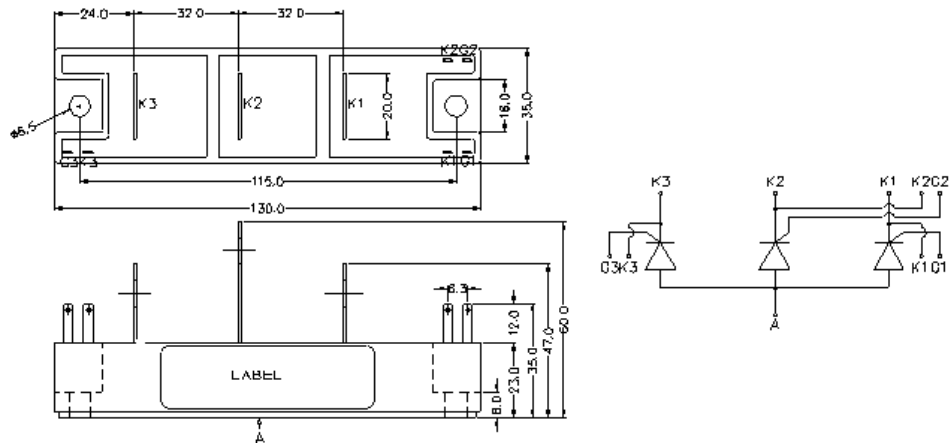 24.0 32.0 32.0
K2G2
K3 K2 K1
20.0 16.0 35.0
ø6.5
G3K3 K1G1
115.0
130.0
K3 K2 K1 K2G2
G3K3 K1G1
A
6.3
12.0
23.0
8.0
35.0
47.0
60.0
LABEL
A